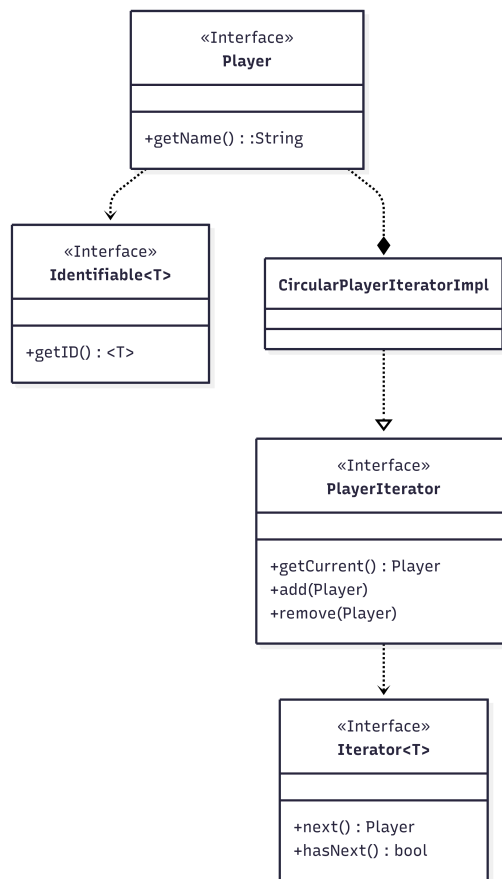 «Interface»
Player
+getName() : :String
«Interface»
Identifiable<T>
+getID() : <T>
CircularPlayerIteratorImpl
«Interface»
PlayerIterator
+getCurrent() : Player
+add(Player)
+remove(Player)
«Interface»
Iterator<T>
+next() : Player
+hasNext() : bool